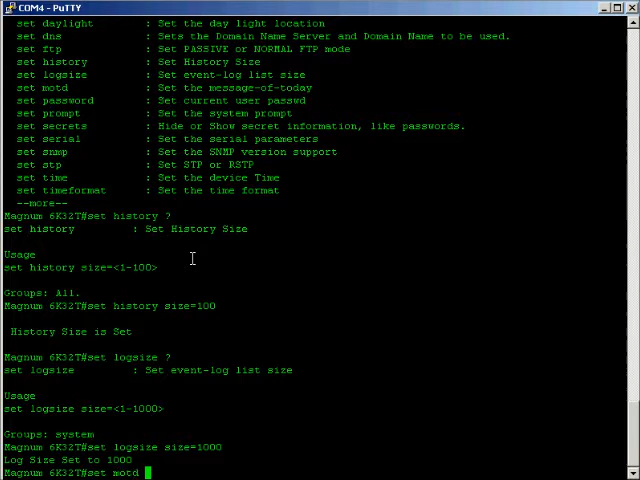 COM4 - PuTTY
set daylight : Set the day light location
set dns : Sets the Domain Name Server and Domain Name to be used.
set ftp : Set PASSIVE or NORMAL FTP mode
set history : Set History Size
set logsize : Set event-log list size
set motd : Set the message-of-today
set password : Set current user passwd
set prompt : Set the system prompt
set secrets : Hide or Show secret information, like passwords.
set serial : Set the serial parameters
set snmp : Set the SNMP version support
set stp : Set STP or RSTP
set time : Set the device Time
set timeformat : Set the time format
--more--
Magnum 6K32T#set history ?
set history : Set History Size
Usage
set history size=<1-100>
Groups: All.
Magnum 6K32T#set history size=100
History Size is Set
Magnum 6K32T#set logsize ?
set logsize : Set event-log list size
Usage
set logsize size=<1-1000>
Groups: system
Magnum 6K32T#set logsize size=1000
Log Size Set to 1000
Magnum 6K32T#set motd